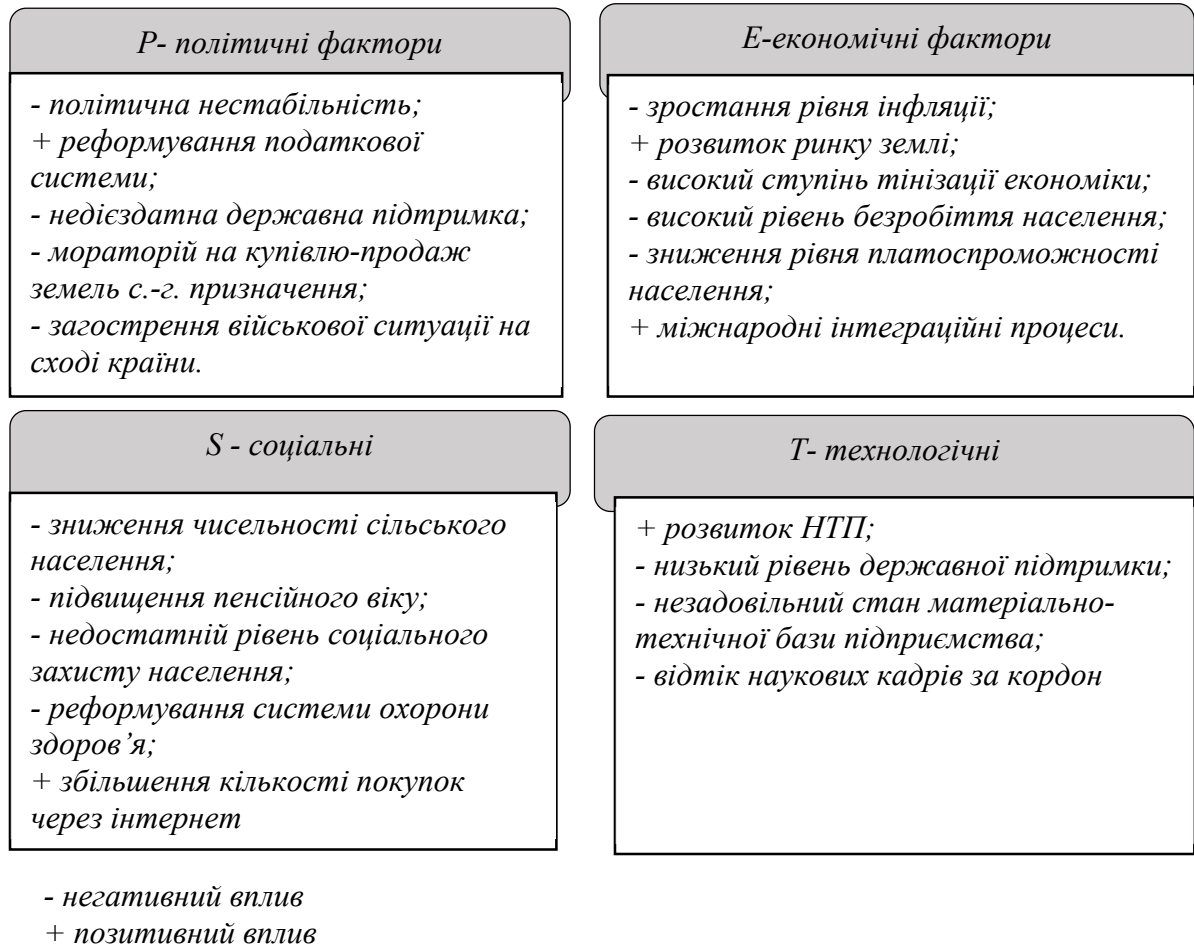 P- політичні фактори
- політична нестабільність;
+ реформування податкової
системи;
- недієздатна державна підтримка;
- мораторій на купівлю-продаж
земель с.-г. призначення;
- загострення військової ситуації на
сході країни.
E-економічні фактори
- зростання рівня інфляції;
+ розвиток ринку землі;
- високий ступінь тінізації економіки;
- високий рівень безробіття населення;
- зниження рівня платоспроможності
населення;
+ міжнародні інтеграційні процеси.
S - соціальні
- зниження чисельності сільського
населення;
- підвищення пенсійного віку;
- недостатній рівень соціального
захисту населення;
- реформування системи охорони
здоров’я;
+ збільшення кількості покупок
через інтернет
T- технологічні
+ розвиток НТП;
- низький рівень державної підтримки;
- незадовільний стан матеріально-
технічної бази підприємства;
- відтік наукових кадрів за кордон
- негативний вплив
+ позитивний вплив